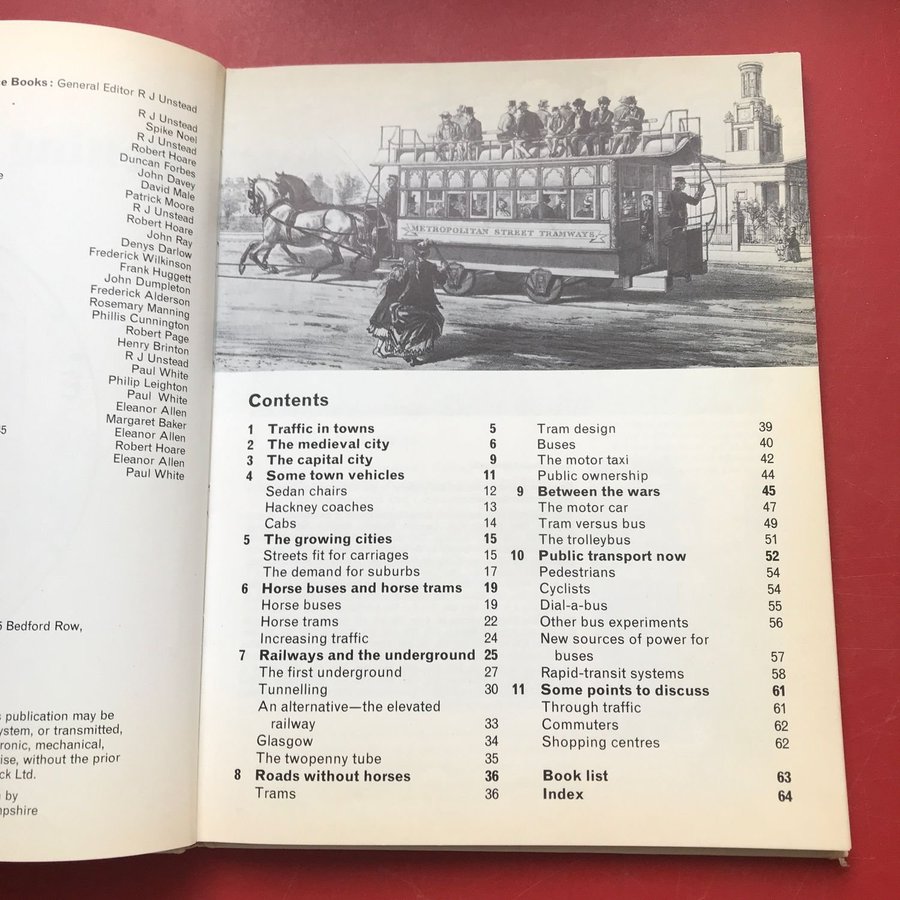 e Books: General Editor R J Unstead
R J Unstead
Spike Noel
R J Unstead
Robert Hoare
Duncan Forbes
John Davey
David Male
Patrick Moore
R J Unstead
Robert Hoare
John Ray
Denys Darlow
Frederick Wilkinson
Frank Huggett
John Dumpleton
Frederick Alderson
Rosemary Manning
Phillis Cunnington
Robert Page
Henry Brinton
R J Unstead
Paul White
Philip Leighton
Paul White
Eleanor Allen
Margaret Baker
Eleanor Allen
Robert Hoare
Eleanor Allen
Paul White
e
5
5 Bedford Row,
s publication may be
ystem, or transmitted,
ronic, mechanical,
ise, without the prior
ck Ltd.
by
pshire
METROPOLITAN STREET TRAMWAYS
Contents
1 Traffic in towns 5
2 The medieval city 6
3 The capital city 9
4 Some town vehicles 11
Sedan chairs 12
Hackney coaches 13
Cabs 14
5 The growing cities 15
Streets fit for carriages 15
The demand for suburbs 17
6 Horse buses and horse trams 19
Horse buses 19
Horse trams 22
Increasing traffic 24
7 Railways and the underground 25
The first underground 27
Tunnelling 30
An alternative—the elevated
railway 33
Glasgow 34
The twopenny tube 35
8 Roads without horses 36
Trams 36
Tram design 39
Buses 40
The motor taxi 42
Public ownership 44
9 Between the wars 45
The motor car 47
Tram versus bus 49
The trolleybus 51
10 Public transport now 52
Pedestrians 54
Cyclists 54
Dial-a-bus 55
Other bus experiments 56
New sources of power for
buses 57
Rapid-transit systems 58
11 Some points to discuss 61
Through traffic 61
Commuters 62
Shopping centres 62
Book list 63
Index 64